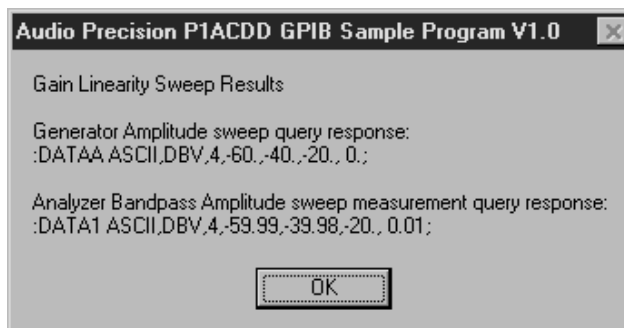 Audio Precision P1ACDD GPIB Sample Program V1.0
Gain Linearity Sweep Results
Generator Amplitude sweep query response:
:DATAA ASCII,DBV,4,-60.,-40.,-20., 0.;
Analyzer Bandpass Amplitude sweep measurement query response:
:DATA1 ASCII,DBV,4,-59.99,-39.98,-20., 0.01;
OK